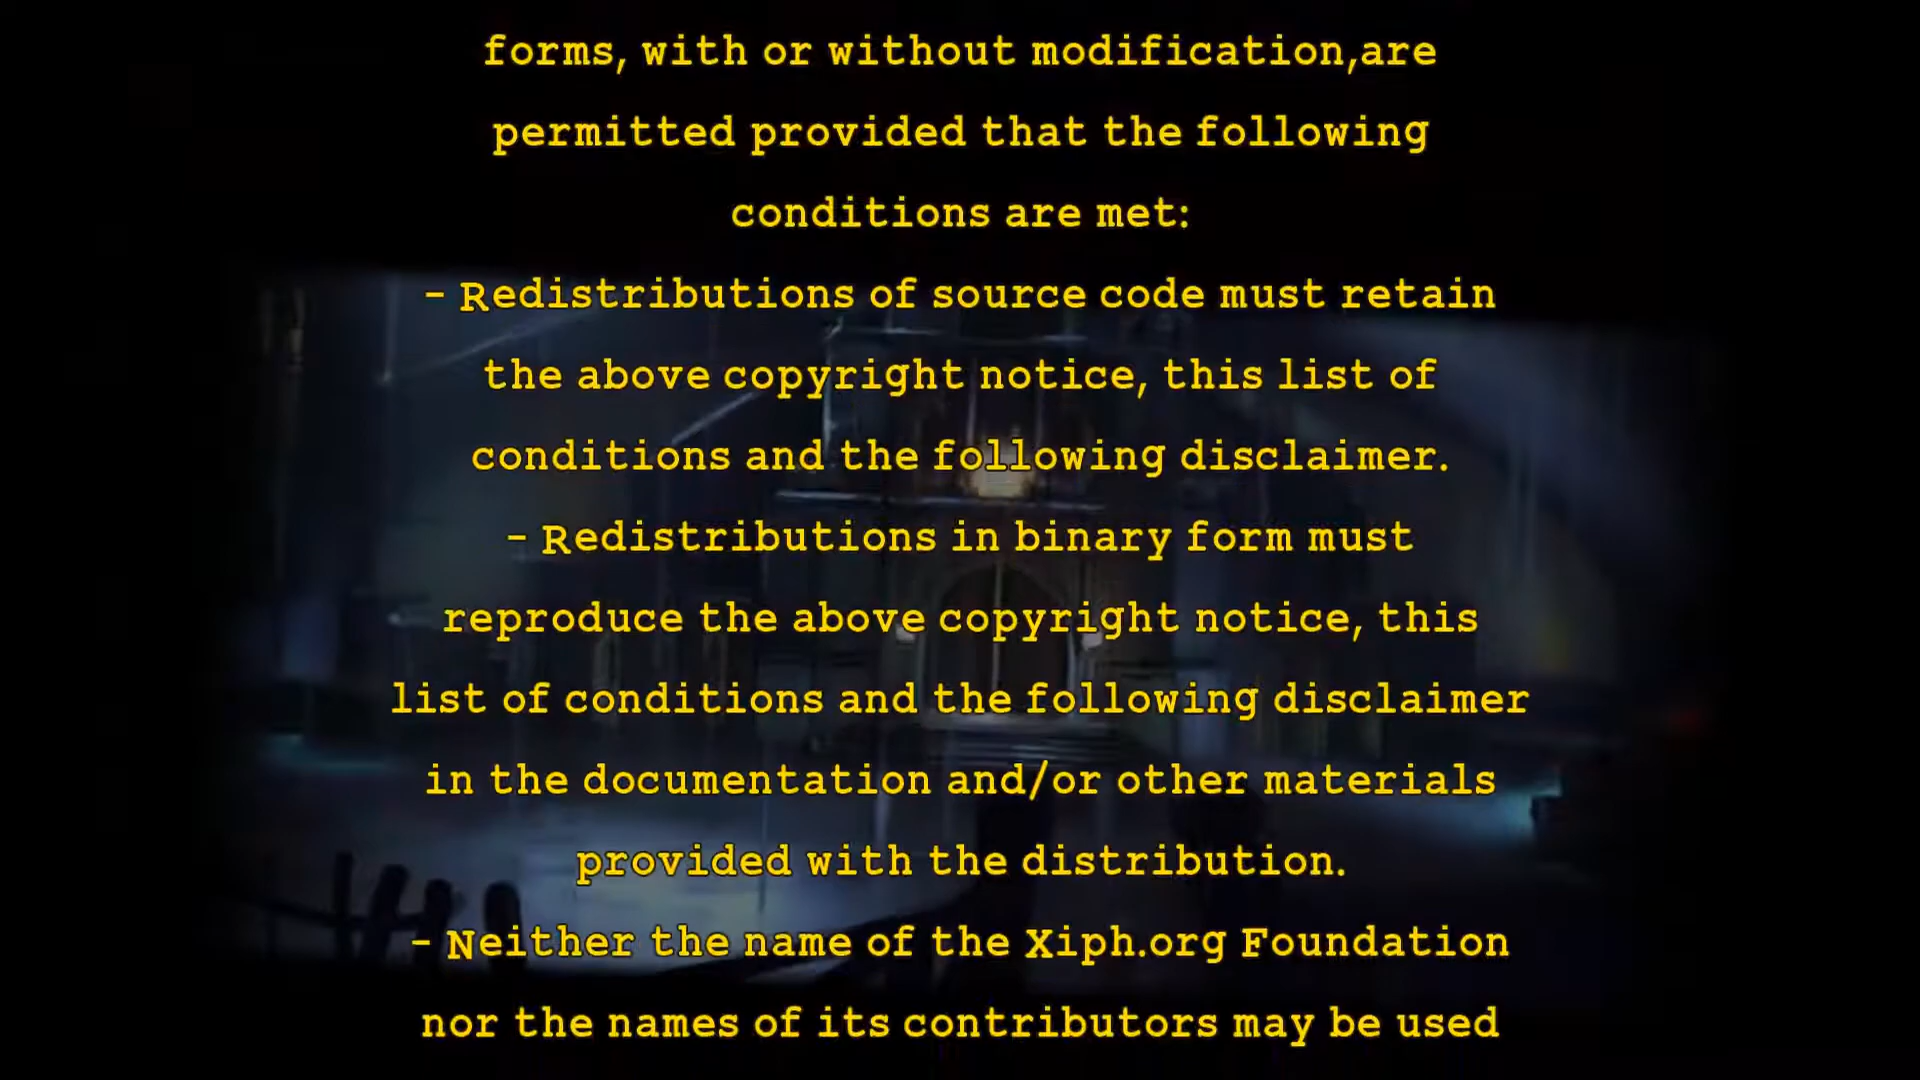 forms, with or without modification,are
permitted provided that the following
conditions are met:
- Redistributions of source code must retain
the above copyright notice, this list of
conditions and the following disclaimer.
- Redistributions in binary form must
reproduce the above copyright notice, this
list of conditions and the following disclaimer
in the documentation and/or other materials
provided with the distribution.
- Neither the name of the Xiph.org Foundation
nor the names of its contributors may be used